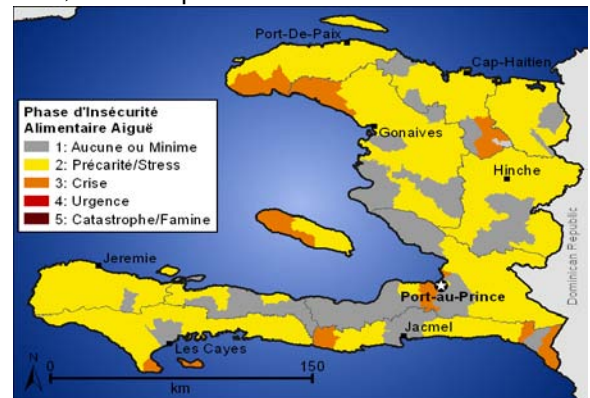 Port-De-Paix
Cap-Haïtien
Phase d'Insécurité
Alimentaire Aiguë
1: Aucune ou Minime
2: Précarité/Stress
3: Crise
4: Urgence
5: Catastrophe/Famine
Gonaives
Hinche
Dominican Republic
Jeremie
Port-au-Prince
Jacmel
Les Cayes
N
0
150
km